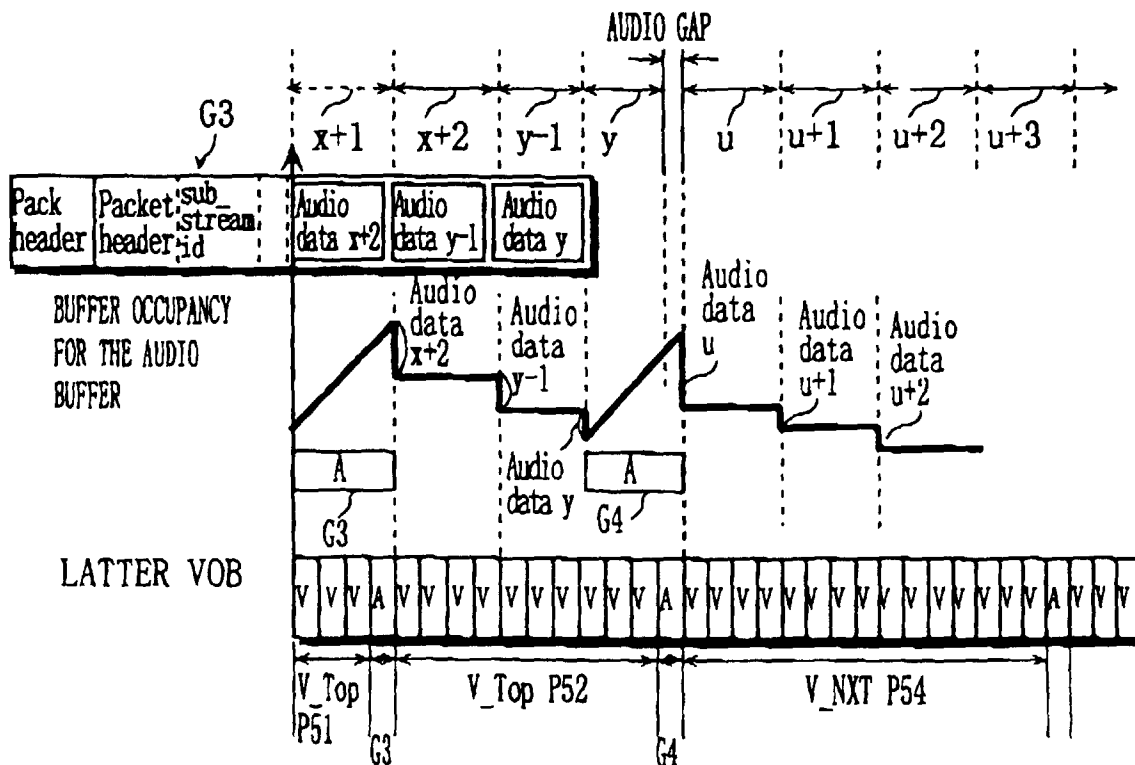 AUDIO GAP
G3
x+1 x+2 y-1 y u u+1 u+2 u+3
Pack header
Packet header
sub_stream id
Audio data x+2
Audio data y-1
Audio data y
BUFFER OCCUPANCY
FOR THE AUDIO
BUFFER
Audio data x+2
Audio data y-1
Audio data y
Audio data u
Audio data u+1
Audio data u+2
A
G3
A
G4
LATTER VOB
V V V A V V V V V V V V V V A V V V V V V V V V V V V V V V A V V V
V_Top P51
G3
V_Top P52
G4
V_NXT P54